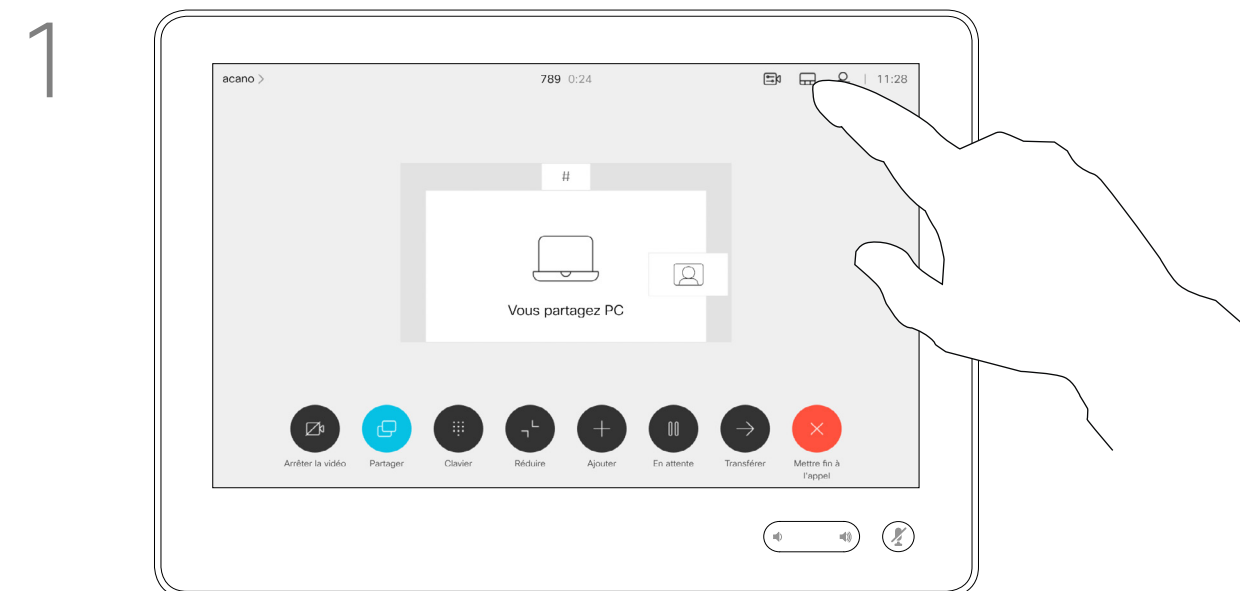 1
acano >
789 0:24
11:28
#
Vous partagez PC
Arrêter la vidéo
Partager
Clavier
Réduire
Ajouter
En attente
Transférer
Mettre fin à
l'appel